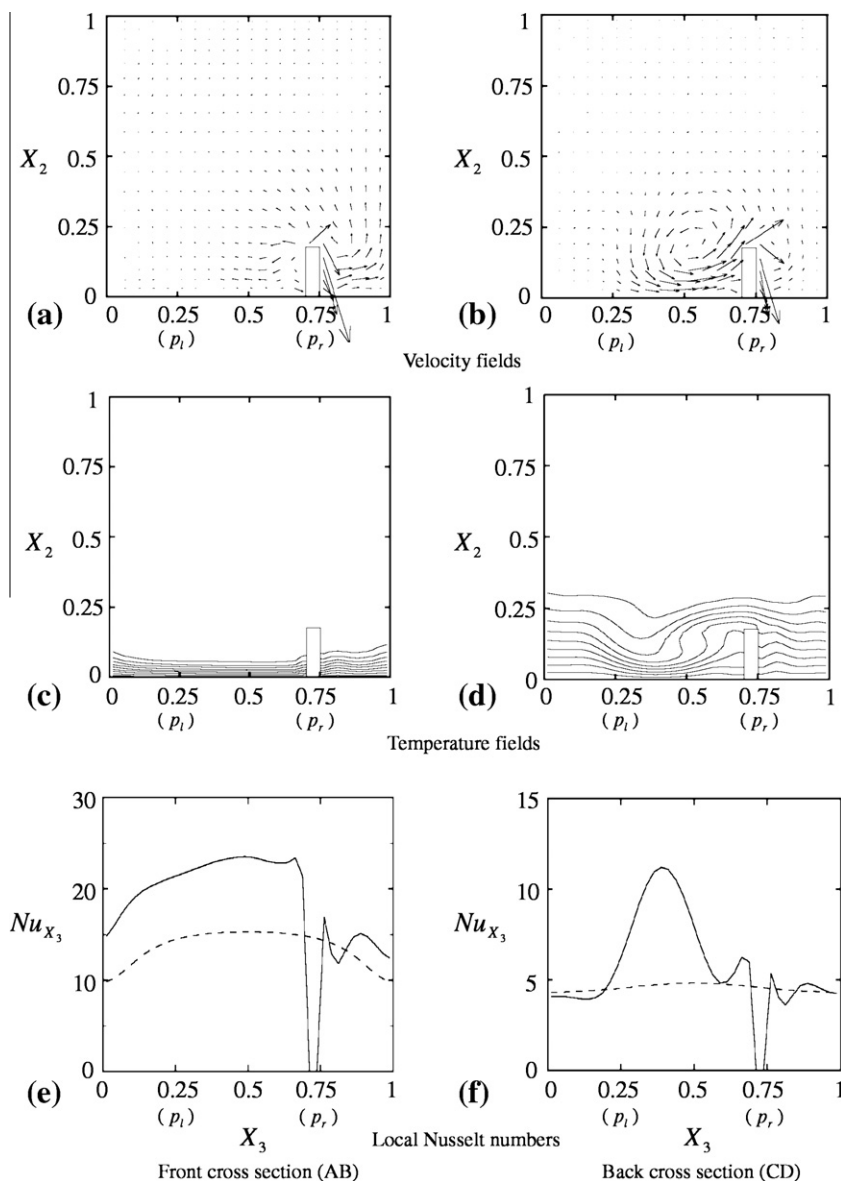 1 1
0.75 0.75
X₂ 0.5 X₂ 0.5
0.25 0.25
0 0
(a) 0 0.25 0.5 0.75 1 (b) 0 0.25 0.5 0.75 1
(pₗ) (pᵣ) (pₗ) (pᵣ)
Velocity fields
1 1
0.75 0.75
X₂ 0.5 X₂ 0.5
0.25 0.25
0 0
(c) 0 0.25 0.5 0.75 1 (d) 0 0.25 0.5 0.75 1
(pₗ) (pᵣ) (pₗ) (pᵣ)
Temperature fields
30 15
20 10
Nu_X₃ Nu_X₃
10 5
0 0
(e) 0 0.25 0.5 0.75 1 (f) 0 0.25 0.5 0.75 1
(pₗ) (pᵣ) (pₗ) (pᵣ)
X₃ Local Nusselt numbers X₃
Front cross section (AB) Back cross section (CD)